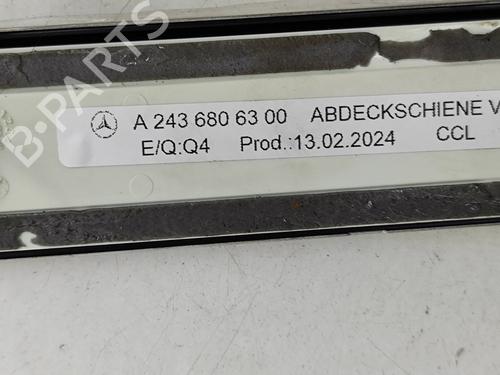 A 243 680 63 00 ABDECKSCHIENE V
E/Q:Q4 Prod.:13.02.2024 CCL
B-PARTS